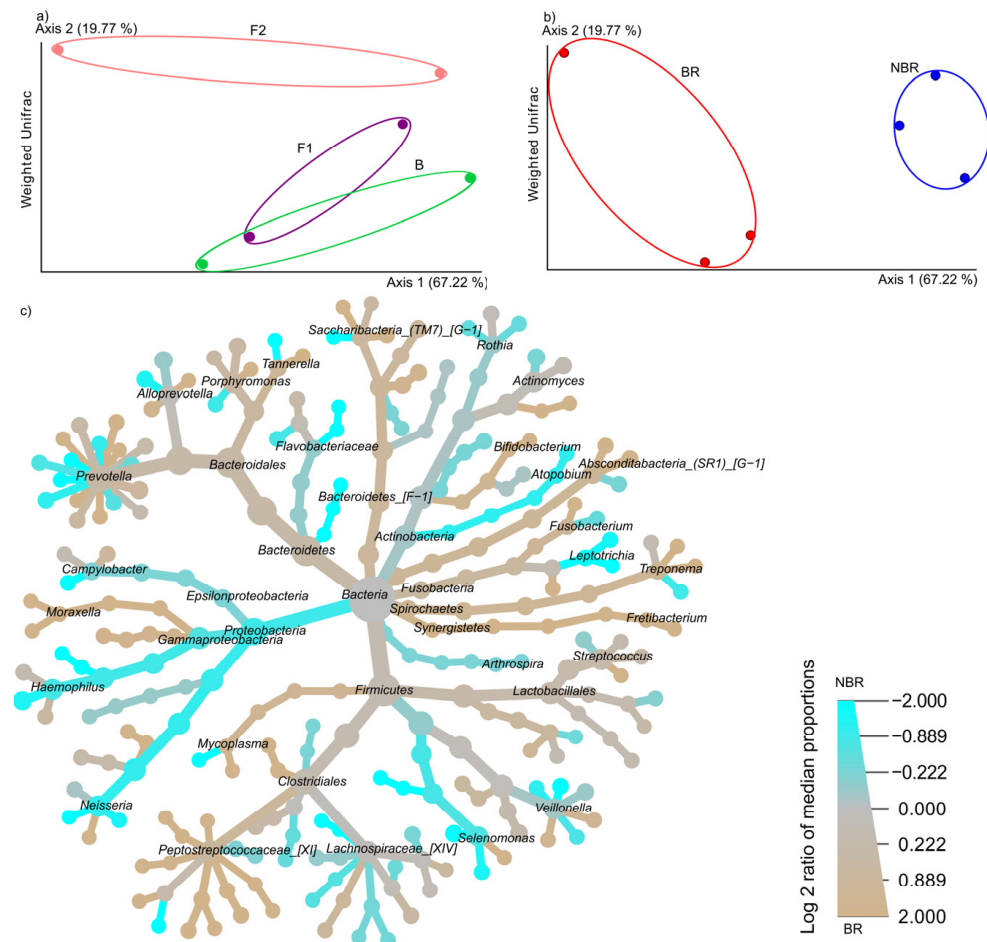 a)
Axis 2 (19.77 %)
F2
F1
B
Weighted Unifrac
Axis 1 (67.22 %)
b)
Axis 2 (19.77 %)
BR
NBR
Weighted Unifrac
Axis 1 (67.22 %)
c)
Saccharibacteria_(TM7)_[G−1]
Rothia
Tannerella
Porphyromonas
Alloprevotella
Actinomyces
Flavobacteriaceae
Bifidobacterium
Prevotella
Bacteroidales
Absconditabacteria_(SR1)_[G−1]
Atopobium
Bacteroidetes_[F−1]
Fusobacterium
Actinobacteria
Bacteroidetes
Leptotrichia
Campylobacter
Treponema
Fusobacteria
Epsilonproteobacteria
Bacteria
Moraxella
Spirochaetes
Fretibacterium
Synergistetes
Proteobacteria
Gammaproteobacteria
Streptococcus
Arthrospira
Haemophilus
Firmicutes
Lactobacillales
Mycoplasma
Clostridiales
Neisseria
Veillonella
Selenomonas
Peptostreptococcaceae_[XI]
Lachnospiraceae_[XIV]
Log 2 ratio of median proportions
NBR
−2.000
−0.889
−0.222
0.000
0.222
0.889
2.000
BR